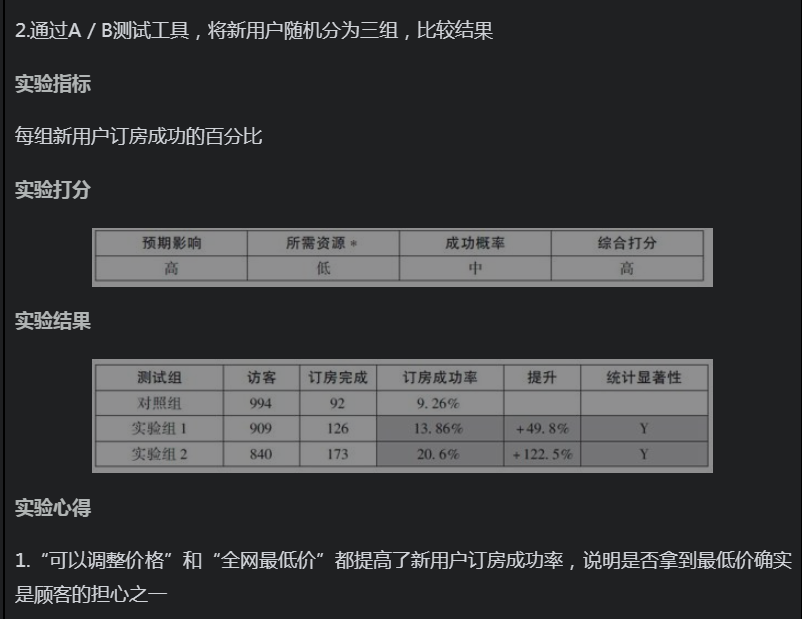 2.通过A / B测试工具，将新用户随机分为三组，比较结果
实验指标
每组新用户订房成功的百分比
实验打分
预期影响 所需资源* 成功概率 综合打分
高 低 中 高
实验结果
测试组 访客 订房完成 订房成功率 提升 统计显著性
对照组 994 92 9.26%
实验组 1 909 126 13.86% +49.8% Y
实验组 2 840 173 20.6% +122.5% Y
实验心得
1.“可以调整价格”和“全网最低价”都提高了新用户订房成功率，说明是否拿到最低价确实
是顾客的担心之一